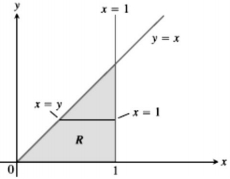 y
x = 1
y = x
x = y
x = 1
R
0
1
x